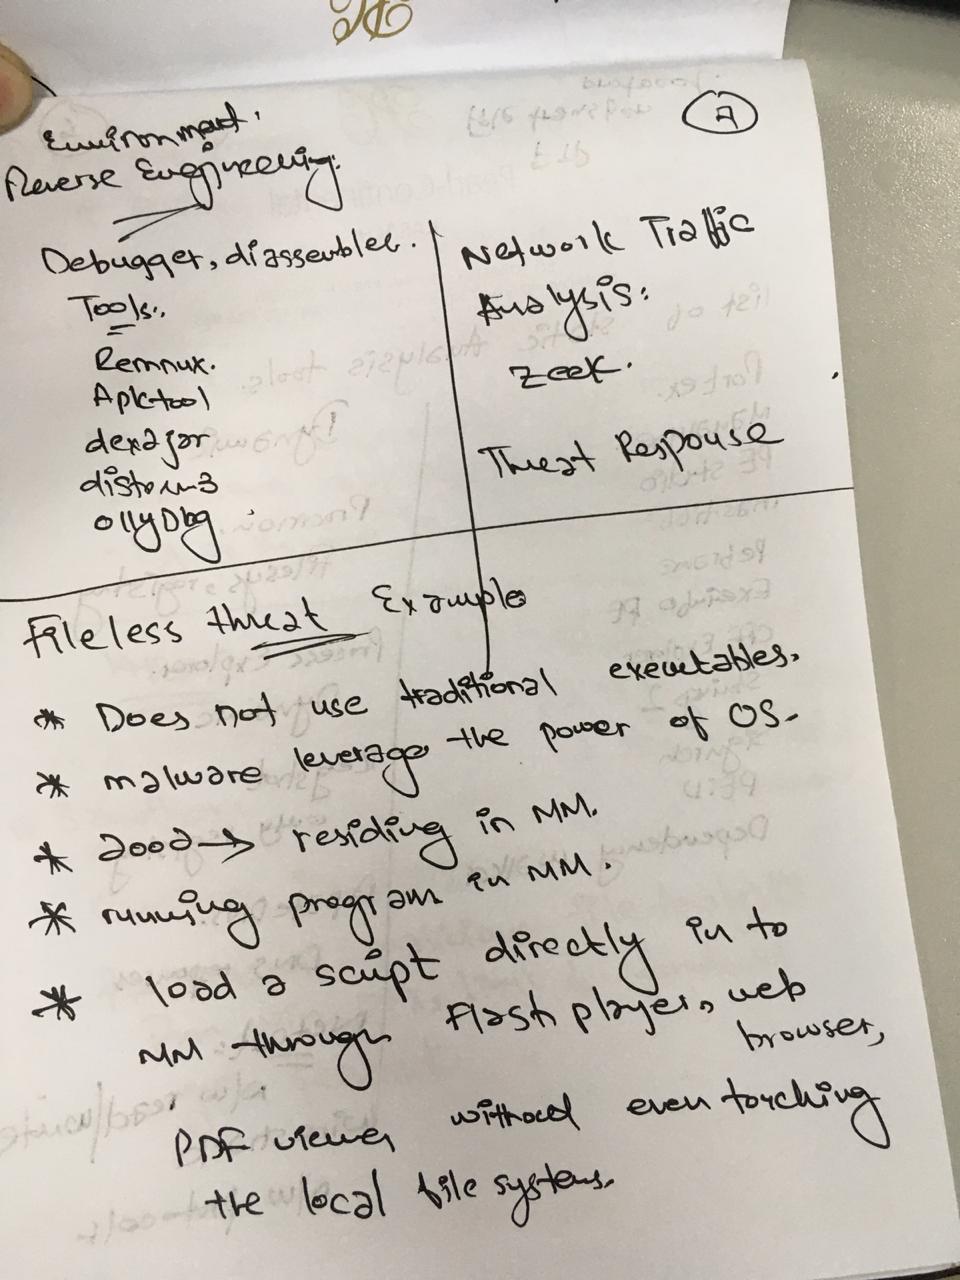 7
Environment.
Reverse Engineering:
Debugger, diassembler.
Tools:
Remnux.
Apktool
dex2jar
distorm3
ollyDbg
Network Traffic
Analysis:
Zeek.
Threat Response
Fileless threat Example
* Does not use traditional executables.
* malware leverage the power of OS.
* 2002 → residing in MM.
* running program in MM.
* load a script directly in to
MM through Flash player, web
browser,
PDF viewer without even torching
the local file systems.